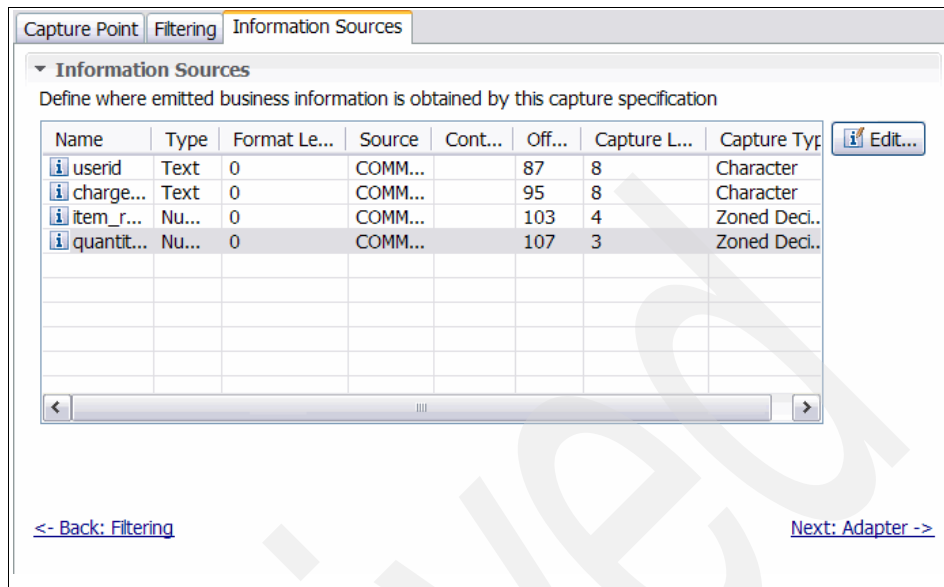 Capture Point Filtering Information Sources
Information Sources
Define where emitted business information is obtained by this capture specification
Name Type Format Le... Source Cont... Off... Capture L... Capture Typ Edit...
userid Text 0 COMM... 87 8 Character
charge... Text 0 COMM... 95 8 Character
item_r... Nu... 0 COMM... 103 4 Zoned Deci..
quantit... Nu... 0 COMM... 107 3 Zoned Deci..
<- Back: Filtering Next: Adapter ->